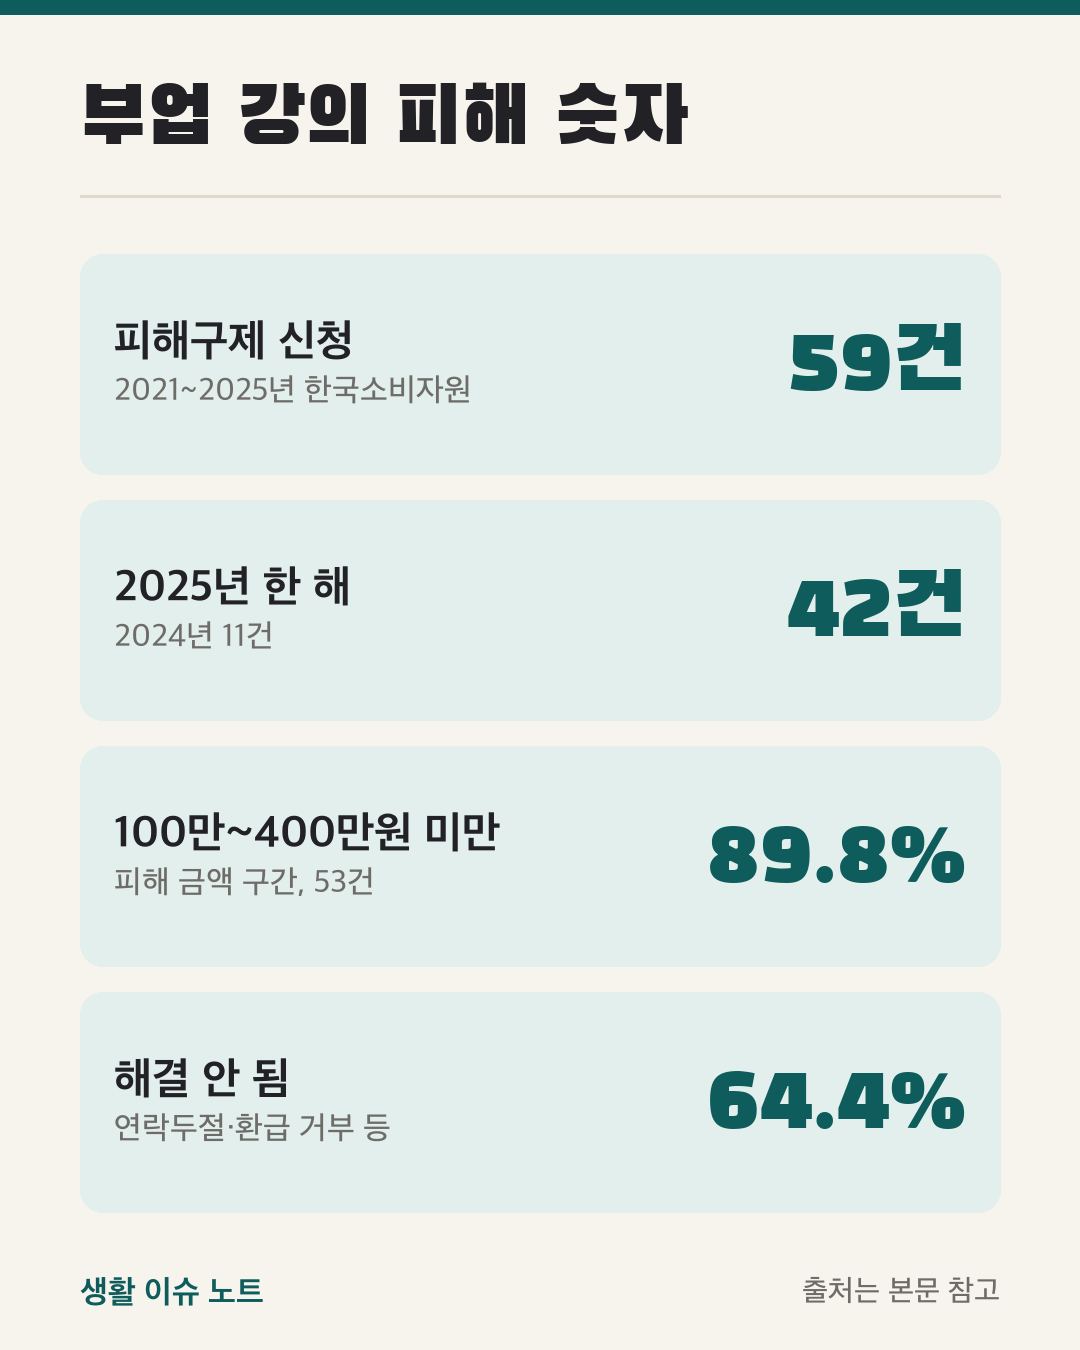 부업 강의 피해 숫자
피해구제 신청
2021~2025년 한국소비자원
59건
2025년 한 해
2024년 11건
42건
100만~400만원 미만
피해 금액 구간, 53건
89.8%
해결 안 됨
연락두절·환급 거부 등
64.4%
생활 이슈 노트
출처는 본문 참고